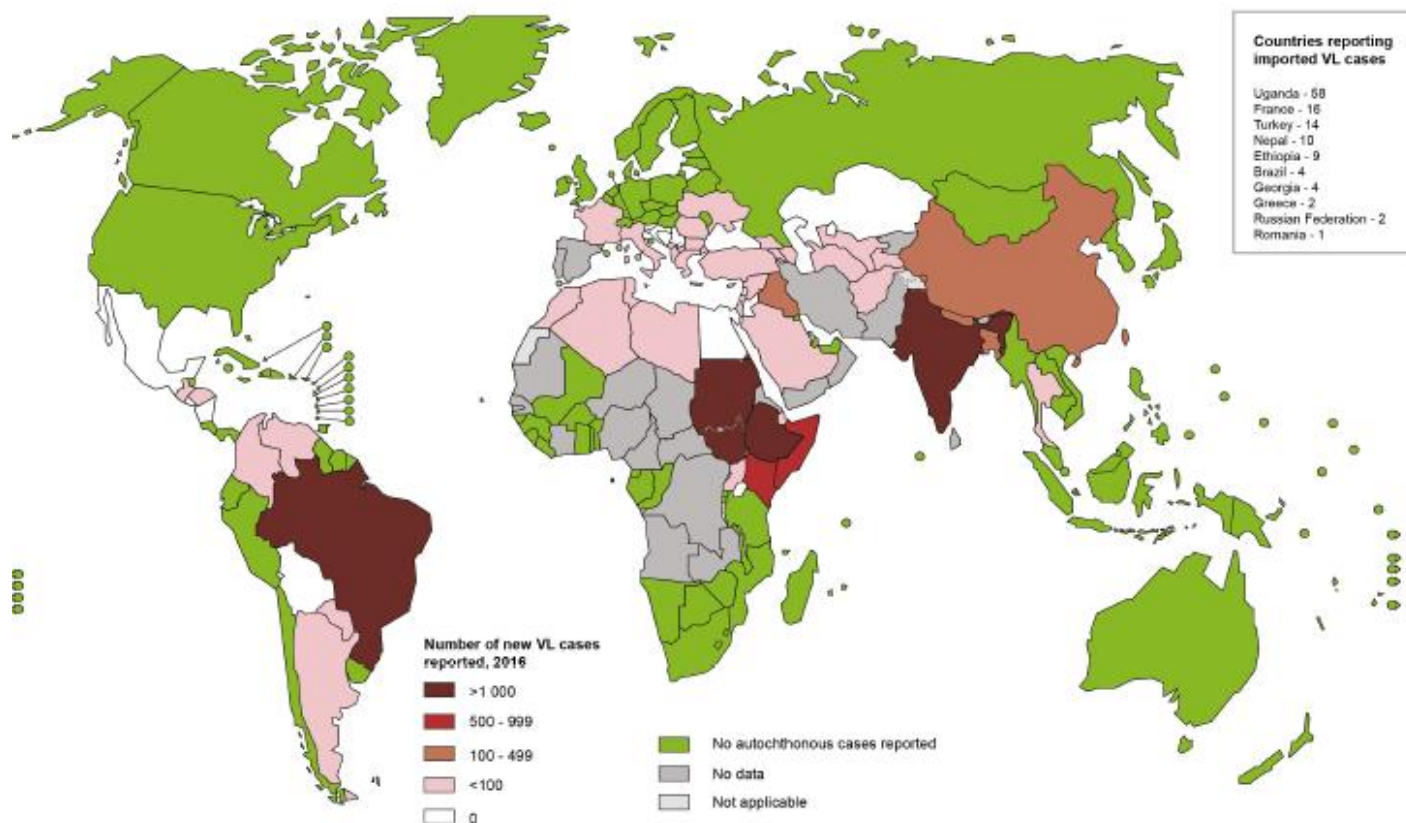 Countries reporting
imported VL cases
Uganda - 58
France - 16
Turkey - 14
Nepal - 10
Ethiopia - 9
Brazil - 4
Georgia - 4
Greece - 2
Russian Federation - 2
Romania - 1
Number of new VL cases
reported, 2016
>1 000
500 - 999
100 - 499
<100
0
No autochthonous cases reported
No data
Not applicable